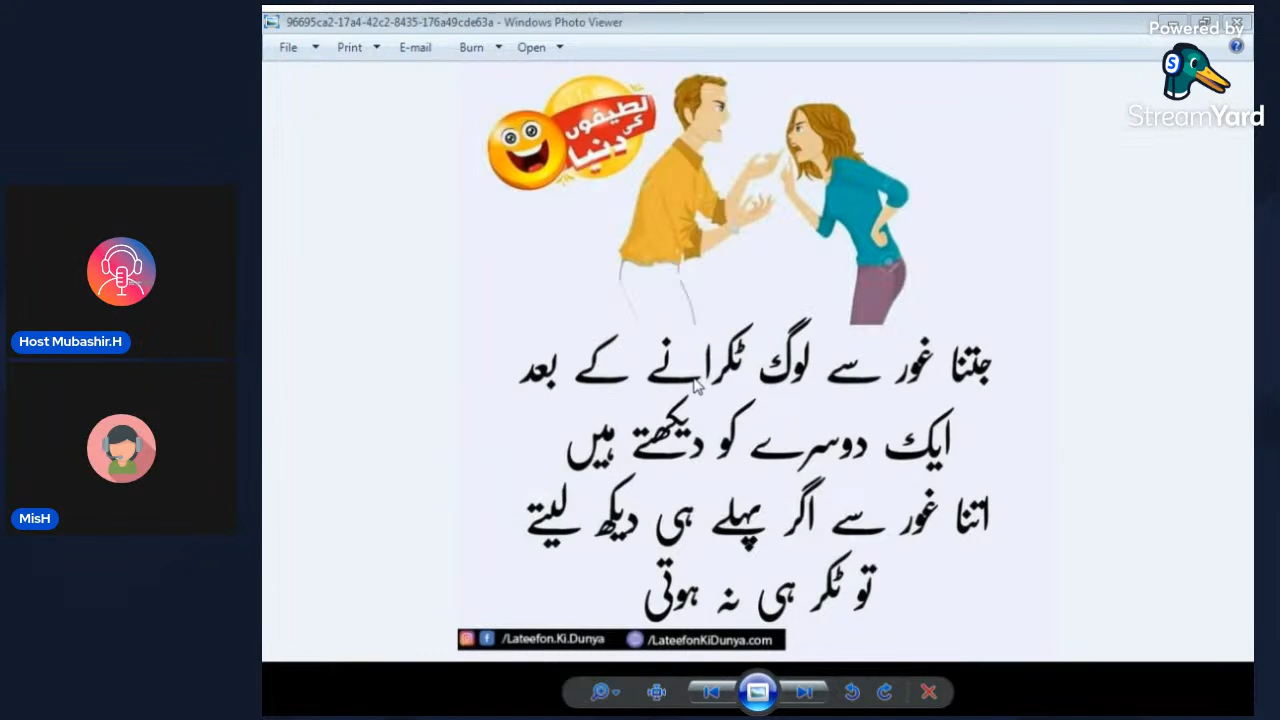 96695ca2-17a4-42c2-8435-176a49cde63a - Windows Photo Viewer
File Print E-mail Burn Open
Powered by
StreamYard
لطیفوں
کی
دنیا
جتنا غور سے لوگ ٹکرانے کے بعد
ایک دوسرے کو دیکھتے ہیں
اتنا غور سے اگر پہلے ہی دیکھ لیتے
تو ٹکر ہی نہ ہوتی
/Lateefon.Ki.Dunya /LateefonKiDunya.com
Host Mubashir.H
MisH